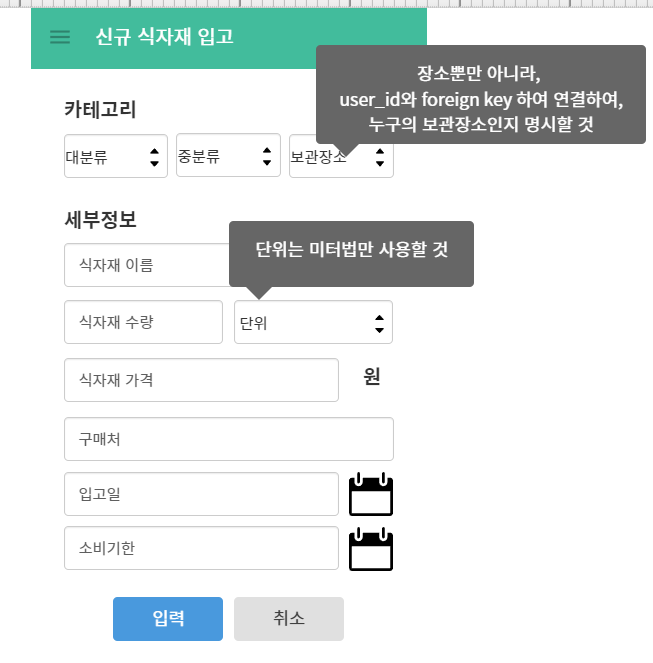 신규 식자재 입고
장소뿐만 아니라,
user_id와 foreign key 하여 연결하여,
누구의 보관장소인지 명시할 것
카테고리
대분류
중분류
보관장소
세부정보
단위는 미터법만 사용할 것
식자재 이름
식자재 수량
단위
식자재 가격
원
구매처
입고일
소비기한
입력
취소